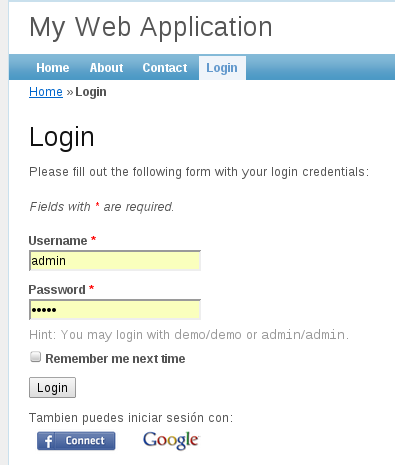 My Web Application
Home About Contact Login
Home » Login
Login
Please fill out the following form with your login credentials:
Fields with * are required.
Username *
admin
Password *
•••••
Hint: You may login with demo/demo or admin/admin.
Remember me next time
Login
Tambien puedes iniciar sesión con:
f Connect Google